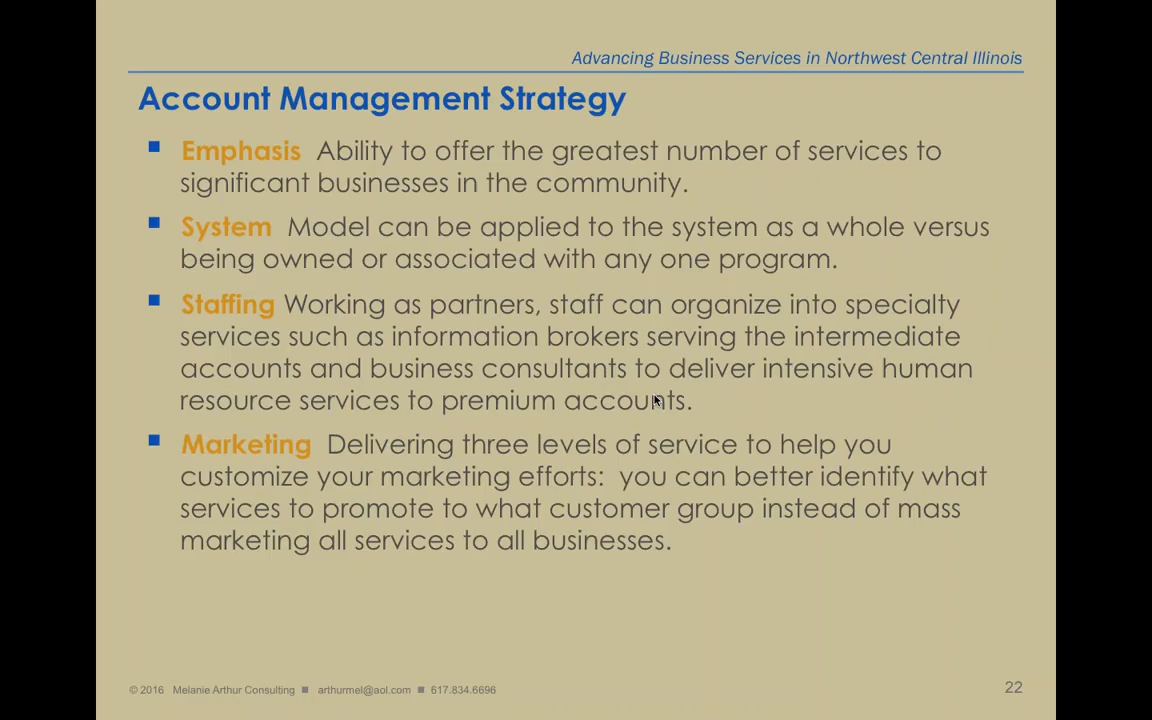 Advancing Business Services in Northwest Central Illinois
Account Management Strategy
■ Emphasis  Ability to offer the greatest number of services to
significant businesses in the community.
■ System  Model can be applied to the system as a whole versus
being owned or associated with any one program.
■ Staffing Working as partners, staff can organize into specialty
services such as information brokers serving the intermediate
accounts and business consultants to deliver intensive human
resource services to premium accounts.
■ Marketing  Delivering three levels of service to help you
customize your marketing efforts:  you can better identify what
services to promote to what customer group instead of mass
marketing all services to all businesses.
© 2016  Melanie Arthur Consulting ■ arthurmel@aol.com ■ 617.834.6696
22